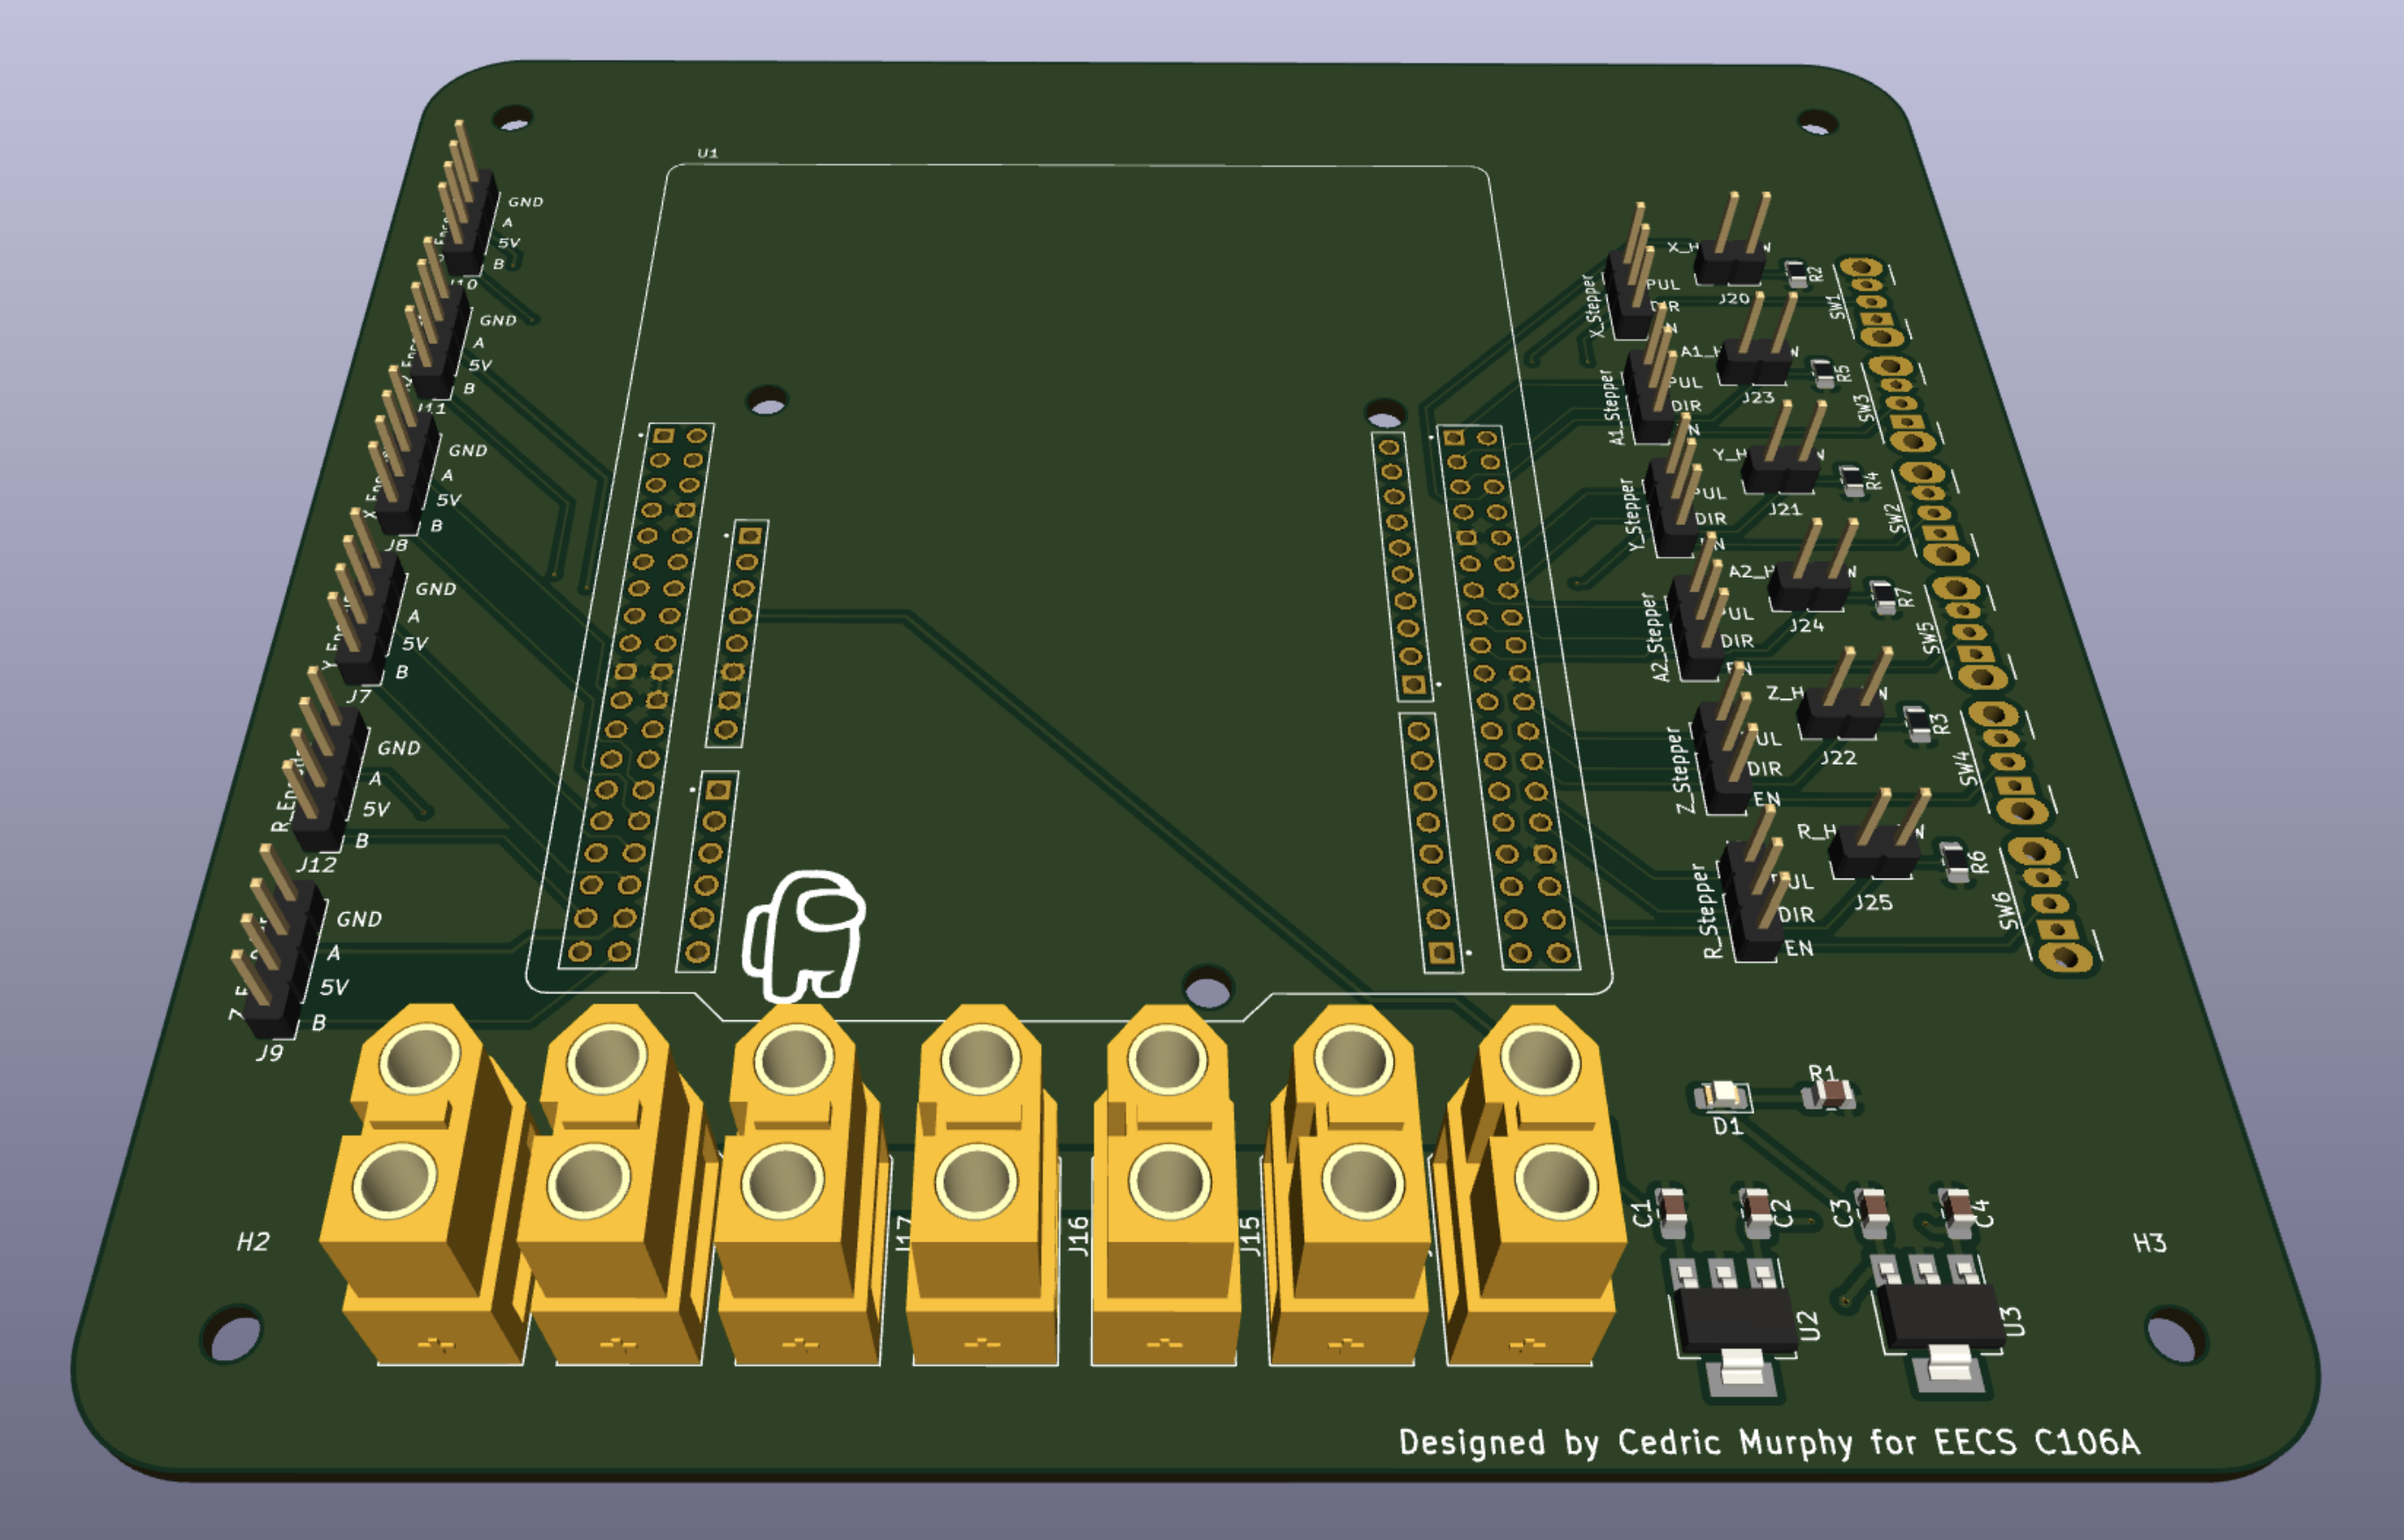 U1
GND
A
5V
B
GND
A
5V
B
J11
GND
A
5V
B
J8
GND
A
5V
B
J7
GND
A
5V
B
J12
GND
A
5V
B
J9
X_Stepper
PUL
J20
R2
SW1
A1_Stepper
PUL
DIR
J23
R5
SW3
Y_Stepper
PUL
DIR
J21
R4
SW2
A2_Stepper
DIR
J24
R7
SW5
Z_Stepper
DIR
EN
J22
R3
SW4
R_Stepper
DIR
EN
J25
R6
SW6
D1
R1
C1
C2
C3
C4
U2
U3
H2
J17
J16
J15
H3
Designed by Cedric Murphy for EECS C106A